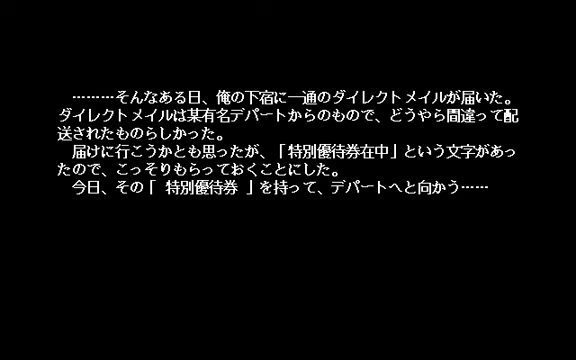 ………そんなある日、俺の下宿に一通のダイレクトメイルが届いた。
ダイレクトメイルは某有名デパートからのもので、どうやら間違って配
送されたものらしかった。
届けに行こうかとも思ったが、「特別優待券在中」という文字があっ
たので、こっそりもらっておくことにした。
今日、その「 特別優待券 」を持って、デパートへと向かう……